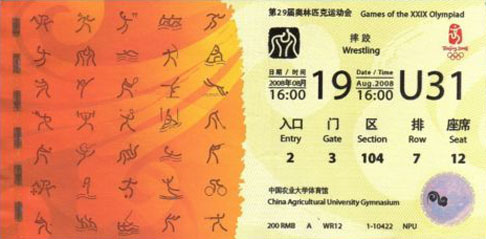 第29届奥林匹克运动会 Games of the XXIX Olympiad
摔跤
Wrestling
Beijing 2008
日期 / 时间 Date / Time
2008年08月 19 Aug.2008 U31
16:00 16:00
入口 门 区 排 座席
Entry Gate Section Row Seat
2 3 104 7 12
中国农业大学体育馆
China Agricultural University Gymnasium
200 RMB A WR12 1-10422 NPU